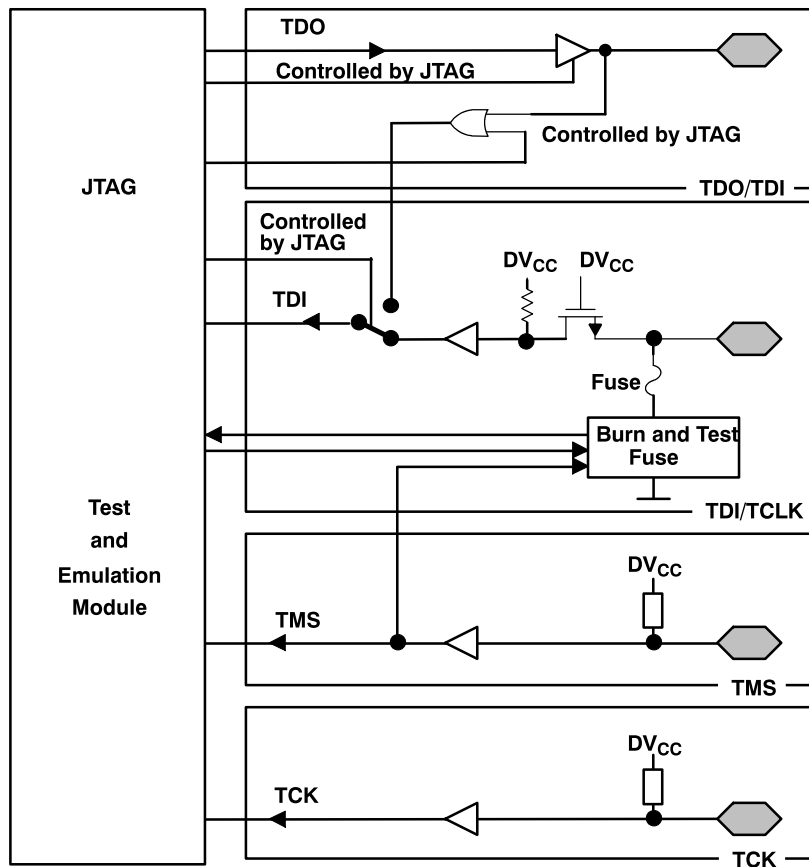 TDO
Controlled by JTAG
Controlled by JTAG
JTAG
TDO/TDI
Controlled
by JTAG
DVCC
DVCC
TDI
Fuse
Burn and Test
Fuse
TDI/TCLK
Test
and
Emulation
Module
DVCC
TMS
TMS
DVCC
TCK
TCK